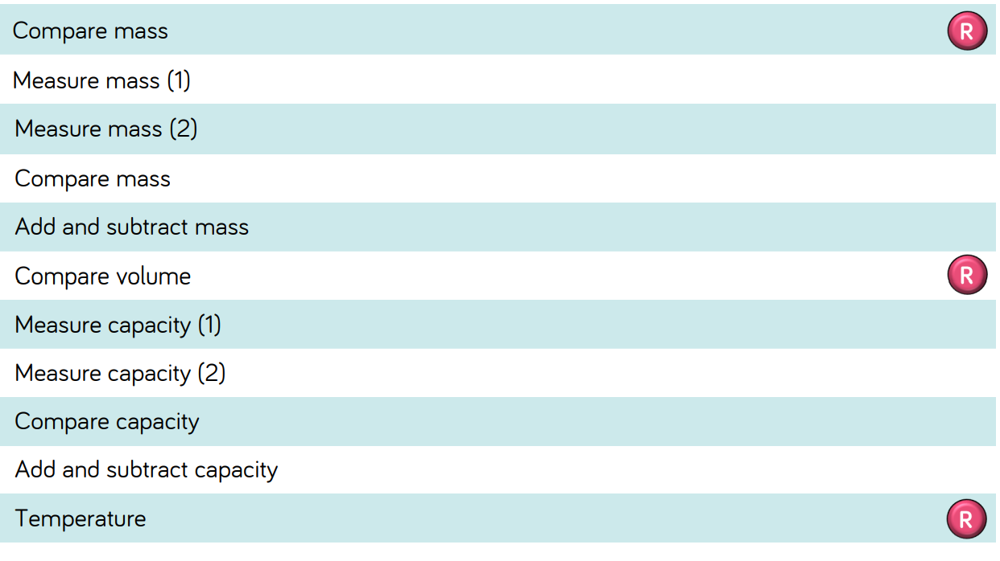 Compare mass R
Measure mass (1)
Measure mass (2)
Compare mass
Add and subtract mass
Compare volume R
Measure capacity (1)
Measure capacity (2)
Compare capacity
Add and subtract capacity
Temperature R